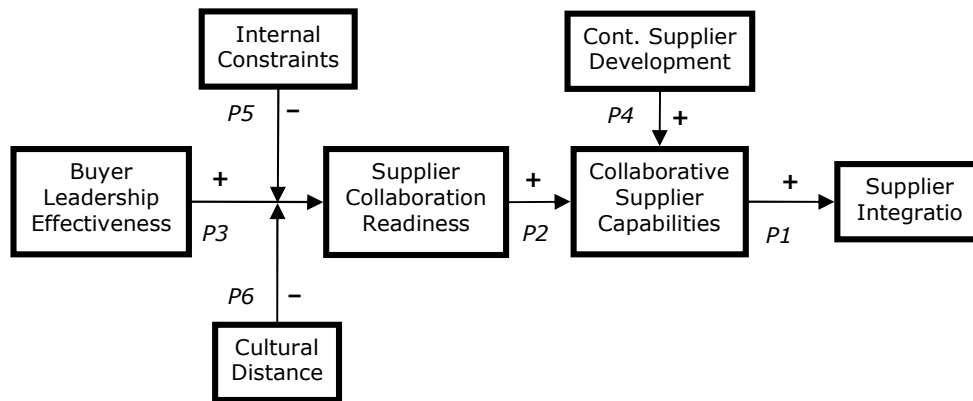 Internal
Constraints
Cont. Supplier
Development
P5
−
P4
+
Buyer
Leadership
Effectiveness
+
P3
Supplier
Collaboration
Readiness
+
P2
Collaborative
Supplier
Capabilities
+
P1
Supplier
Integratio
P6
−
Cultural
Distance